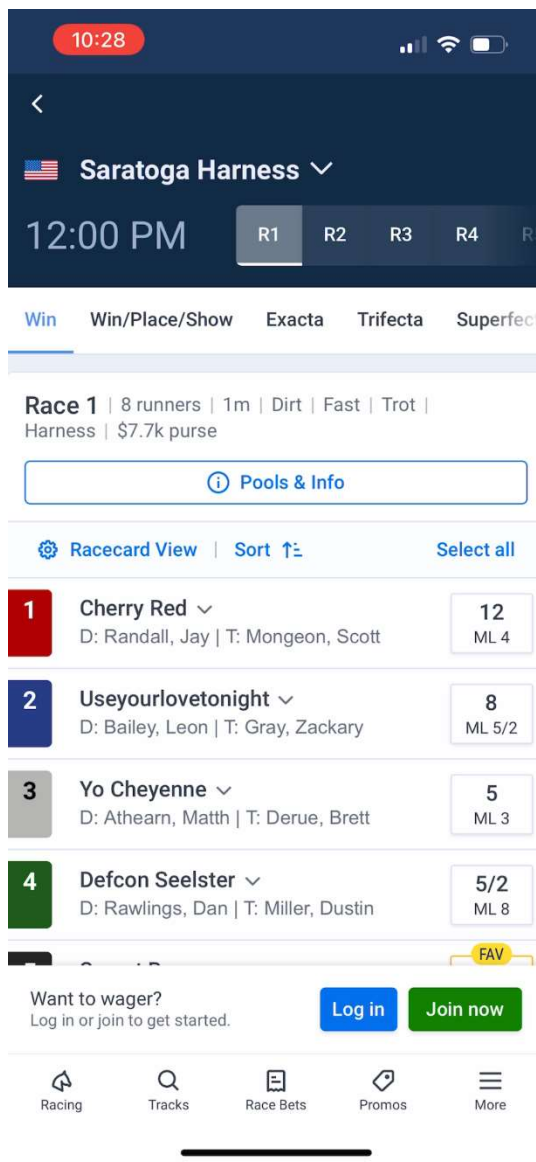 10:28
Saratoga Harness
12:00 PM R1 R2 R3 R4
Win Win/Place/Show Exacta Trifecta Superfec
Race 1 | 8 runners | 1m | Dirt | Fast | Trot |
Harness | $7.7k purse
Pools & Info
Racecard View | Sort Select all
1 Cherry Red 12
D: Randall, Jay | T: Mongeon, Scott ML 4
2 Useyourlovetonight 8
D: Bailey, Leon | T: Gray, Zackary ML 5/2
3 Yo Cheyenne 5
D: Athearn, Matth | T: Derue, Brett ML 3
4 Defcon Seelster 5/2
D: Rawlings, Dan | T: Miller, Dustin ML 8
FAV
Want to wager?
Log in or join to get started.
Log in Join now
Racing Tracks Race Bets Promos More